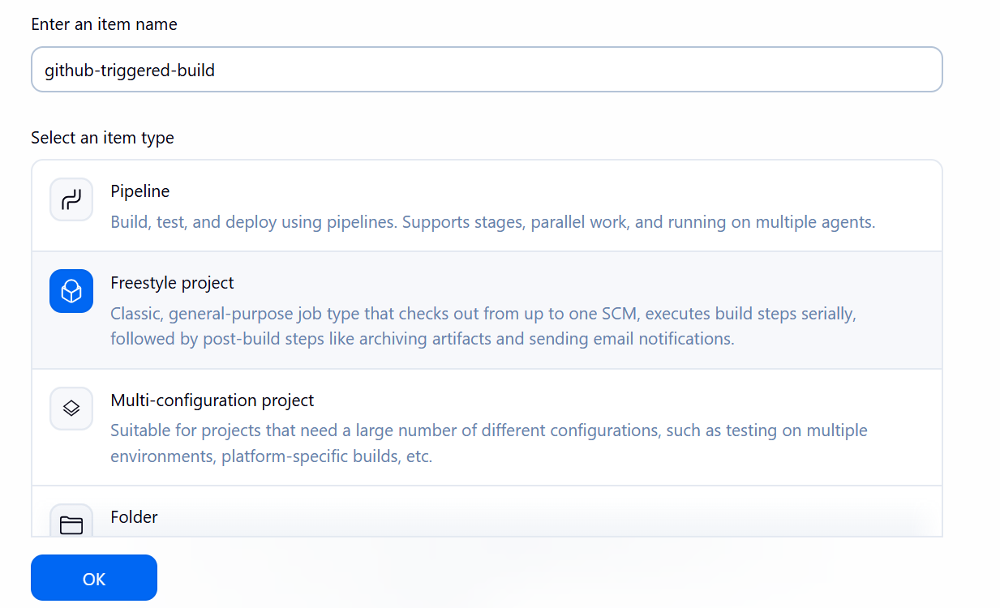 Enter an item name
github-triggered-build
Select an item type
Pipeline
Build, test, and deploy using pipelines. Supports stages, parallel work, and running on multiple agents.
Freestyle project
Classic, general-purpose job type that checks out from up to one SCM, executes build steps serially,
followed by post-build steps like archiving artifacts and sending email notifications.
Multi-configuration project
Suitable for projects that need a large number of different configurations, such as testing on multiple
environments, platform-specific builds, etc.
Folder
OK